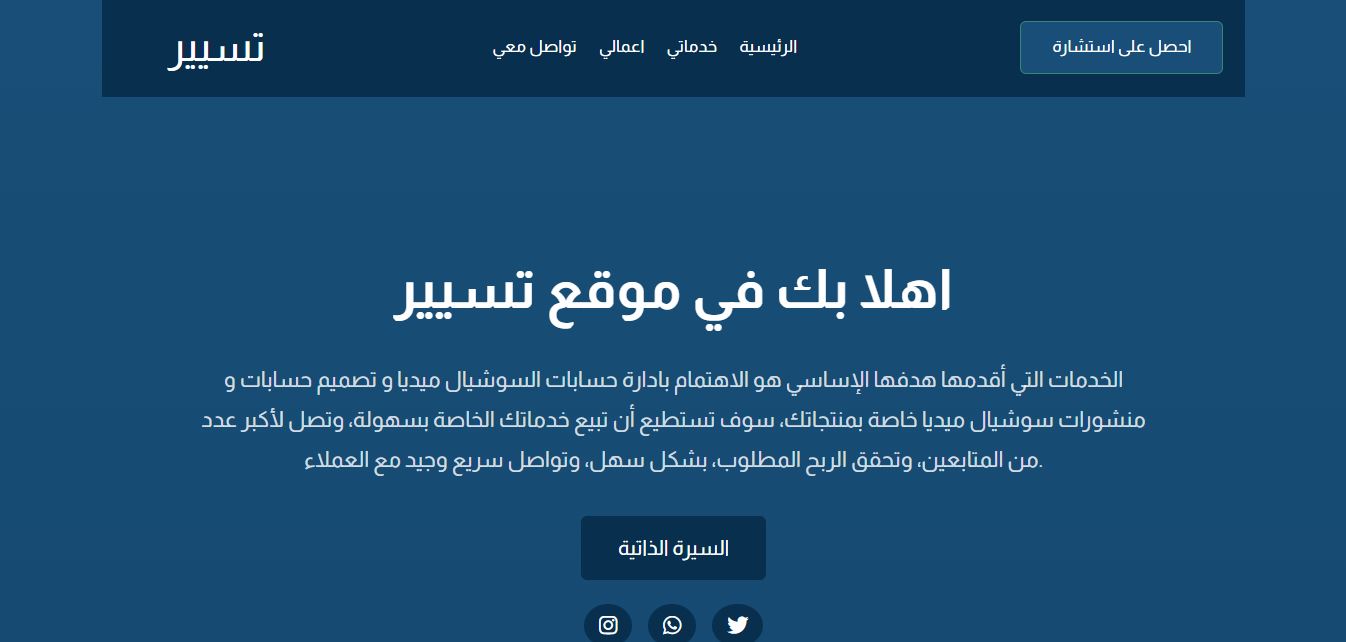 احصل على استشارة
الرئيسية خدماتي اعمالي تواصل معي
تسيير
اهلا بك في موقع تسيير
الخدمات التي أقدمها هدفها الإساسي هو الاهتمام بادارة حسابات السوشيال ميديا و تصميم حسابات و
منشورات سوشيال ميديا خاصة بمنتجاتك، سوف تستطيع أن تبيع خدماتك الخاصة بسهولة، وتصل لأكبر عدد
.من المتابعين، وتحقق الربح المطلوب، بشكل سهل، وتواصل سريع وجيد مع العملاء
السيرة الذاتية